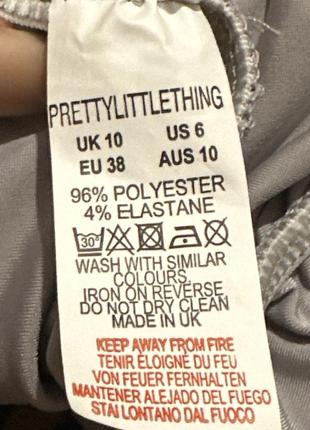 PRETTYLITTLETHING
UK 10 US 6
EU 38 AUS 10
96% POLYESTER
4% ELASTANE
30°
WASH WITH SIMILAR
COLOURS
IRON ON REVERSE
DO NOT DRY CLEAN
MADE IN UK
KEEP AWAY FROM FIRE
TENIR ÉLOIGNÉ DU FEU
VON FEUER FERNHALTEN
MANTENER ALEJADO DEL FUEGO
STAI LONTANO DAL FUOCO